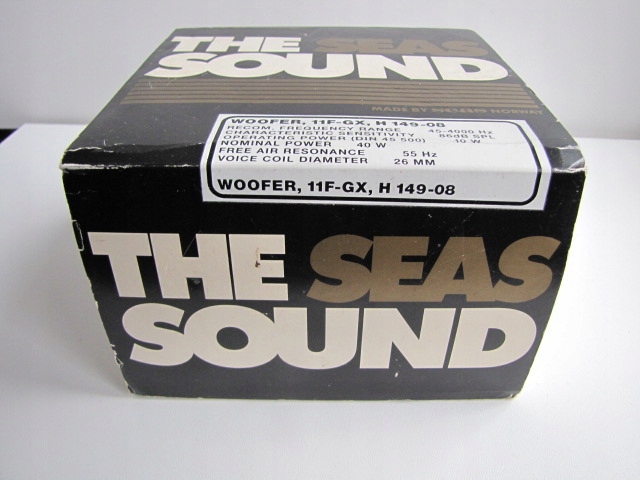 THE SEAS
SOUND
MADE BY SEAS NORWAY
WOOFER, 11F-GX, H 149-08
RECOM. FREQUENCY RANGE 45-4000 Hz
CHARACTERISTIC SENSITIVITY 86dB SPL
OPERATING POWER (DIN 45 500) 10 W
NOMINAL POWER 40 W
FREE AIR RESONANCE 55 Hz
VOICE COIL DIAMETER 26 MM
WOOFER, 11F-GX, H 149-08
THE SEAS
SOUND